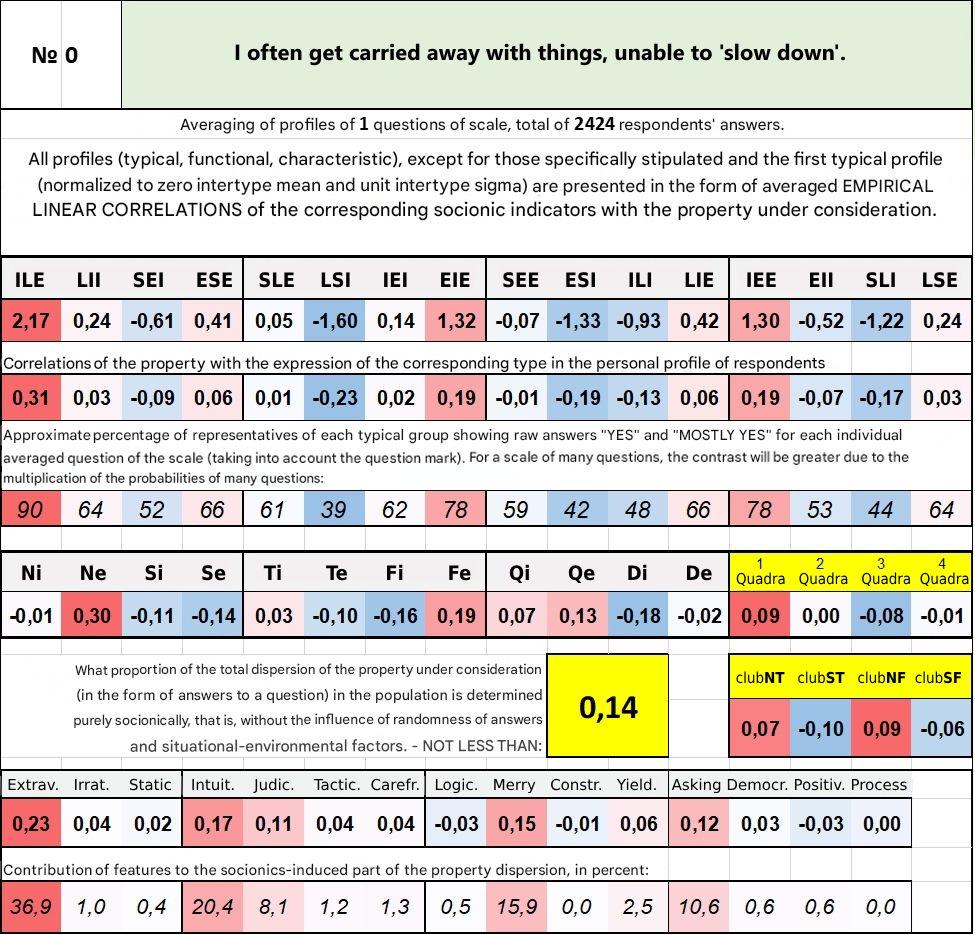 № 0
I often get carried away with things, unable to 'slow down'.
Averaging of profiles of 1 questions of scale, total of 2424 respondents' answers.
All profiles (typical, functional, characteristic), except for those specifically stipulated and the first typical profile
(normalized to zero intertype mean and unit intertype sigma) are presented in the form of averaged EMPIRICAL
LINEAR CORRELATIONS of the corresponding socionic indicators with the property under consideration.
ILE LII SEI ESE SLE LSI IEI EIE SEE ESI ILI LIE IEE EII SLI LSE
2,17 0,24 -0,61 0,41 0,05 -1,60 0,14 1,32 -0,07 -1,33 -0,93 0,42 1,30 -0,52 -1,22 0,24
Correlations of the property with the expression of the corresponding type in the personal profile of respondents
0,31 0,03 -0,09 0,06 0,01 -0,23 0,02 0,19 -0,01 -0,19 -0,13 0,06 0,19 -0,07 -0,17 0,03
Approximate percentage of representatives of each typical group showing raw answers "YES" and "MOSTLY YES" for each individual
averaged question of the scale (taking into account the question mark). For a scale of many questions, the contrast will be greater due to the
multiplication of the probabilities of many questions:
90 64 52 66 61 39 62 78 59 42 48 66 78 53 44 64
Ni Ne Si Se Ti Te Fi Fe Qi Qe Di De 1 Quadra 2 Quadra 3 Quadra 4 Quadra
-0,01 0,30 -0,11 -0,14 0,03 -0,10 -0,16 0,19 0,07 0,13 -0,18 -0,02 0,09 0,00 -0,08 -0,01
What proportion of the total dispersion of the property under consideration
(in the form of answers to a question) in the population is determined
purely socionically, that is, without the influence of randomness of answers
and situational-environmental factors. - NOT LESS THAN:
0,14
clubNT clubST clubNF clubSF
0,07 -0,10 0,09 -0,06
Extrav. Irrat. Static Intuit. Judic. Tactic. Carefr. Logic. Merry Constr. Yield. Asking Democr. Positiv. Process
0,23 0,04 0,02 0,17 0,11 0,04 0,04 -0,03 0,15 -0,01 0,06 0,12 0,03 -0,03 0,00
Contribution of features to the socionics-induced part of the property dispersion, in percent:
36,9 1,0 0,4 20,4 8,1 1,2 1,3 0,5 15,9 0,0 2,5 10,6 0,6 0,6 0,0